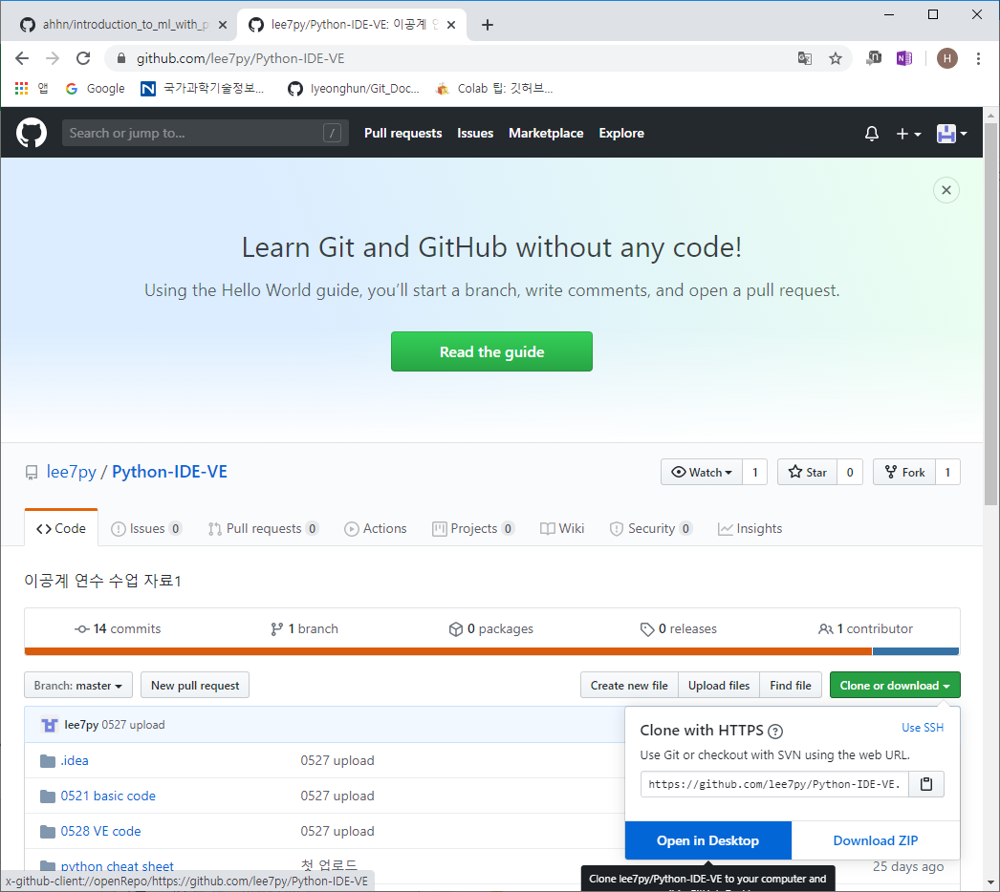 ahhn/introduction_to_ml_with_p
lee7py/Python-IDE-VE: 이공계
github.com/lee7py/Python-IDE-VE
H
앱 Google 국가과학기술정보... lyeonghun/Git_Doc... Colab 팁: 깃허브...
Search or jump to... / Pull requests Issues Marketplace Explore
Learn Git and GitHub without any code!
Using the Hello World guide, you’ll start a branch, write comments, and open a pull request.
Read the guide
lee7py / Python-IDE-VE Watch 1 Star 0 Fork 1
Code Issues 0 Pull requests 0 Actions Projects 0 Wiki Security 0 Insights
이공계 연수 수업 자료1
14 commits 1 branch 0 packages 0 releases 1 contributor
Branch: master New pull request Create new file Upload files Find file Clone or download
lee7py 0527 upload
.idea 0527 upload
0521 basic code 0527 upload
0528 VE code 0527 upload
python cheat sheet 첫 업로드 25 days ago
Clone with HTTPS ? Use SSH
Use Git or checkout with SVN using the web URL.
https://github.com/lee7py/Python-IDE-VE.
Open in Desktop Download ZIP
Clone lee7py/Python-IDE-VE to your computer and
x-github-client://openRepo/https://github.com/lee7py/Python-IDE-VE